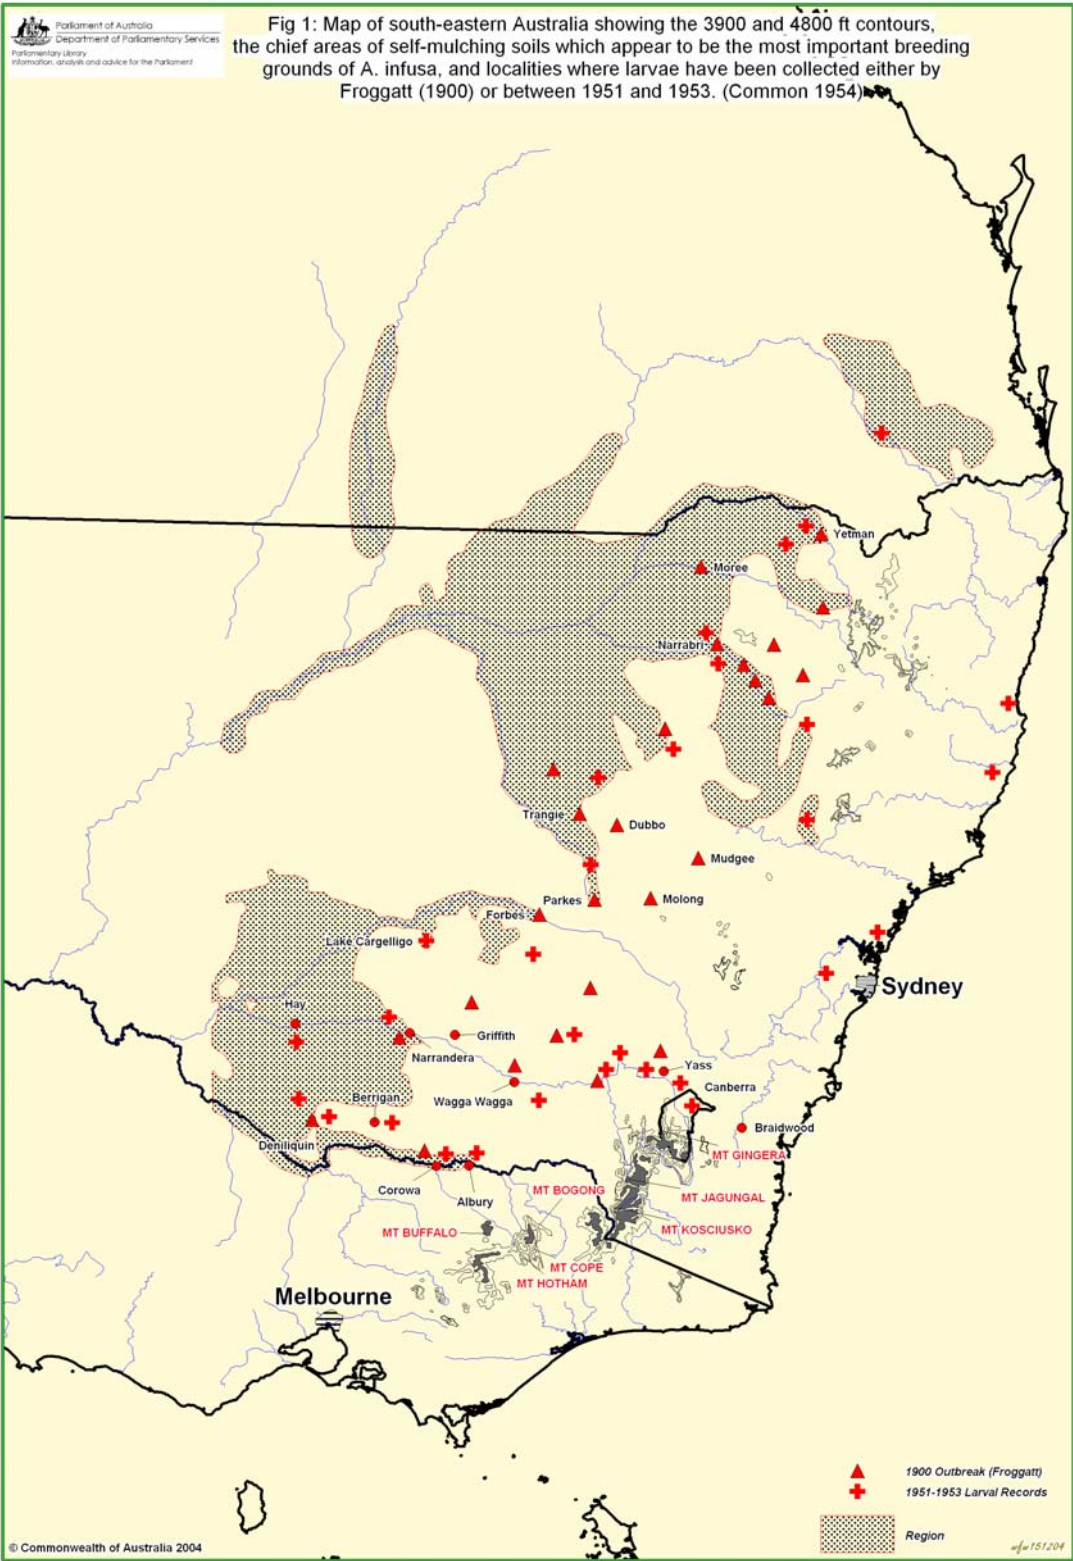 Parliament of Australia
Department of Parliamentary Services
Parliamentary Library
Information, analysis and advice for the Parliament
Fig 1: Map of south-eastern Australia showing the 3900 and 4800 ft contours,
the chief areas of self-mulching soils which appear to be the most important breeding
grounds of A. infusa, and localities where larvae have been collected either by
Froggatt (1900) or between 1951 and 1953. (Common 1954)
Yetman
Moree
Narrabri
Trangie
Dubbo
Mudgee
Parkes
Molong
Forbes
Lake Cargelligo
Sydney
Hay
Griffith
Narrandera
Yass
Canberra
Wagga Wagga
Berrigan
Braidwood
Deniliquin
MT GINGERA
Corowa
Albury
MT BOGONG
MT JAGUNGAL
MT BUFFALO
MT KOSCIUSKO
MT COPE
MT HOTHAM
Melbourne
1900 Outbreak (Froggatt)
1951-1953 Larval Records
Region
© Commonwealth of Australia 2004